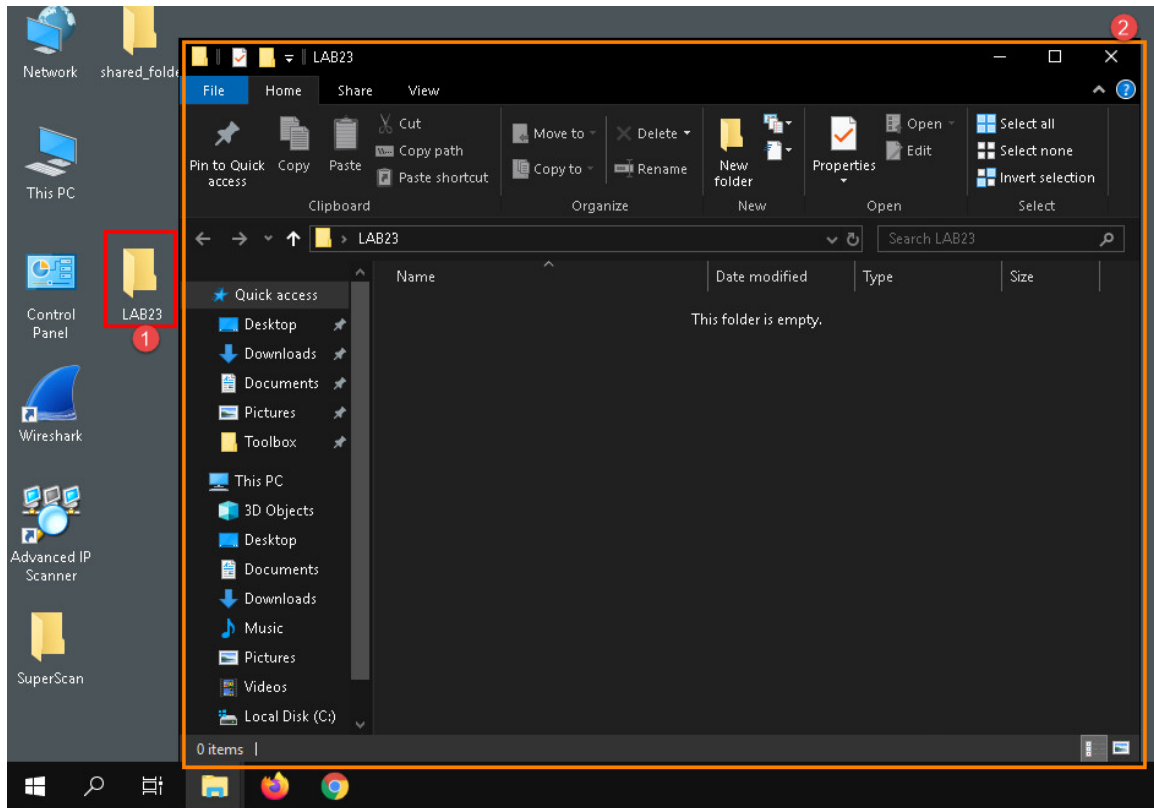 Network
shared_folde
This PC
Control
Panel
LAB23
1
Wireshark
Advanced IP
Scanner
SuperScan
2
LAB23
File Home Share View
Pin to Quick
access
Copy
Paste
Cut
Copy path
Paste shortcut
Clipboard
Move to
Copy to
Delete
Rename
Organize
New
folder
New
Properties
Open
Edit
Open
Select all
Select none
Invert selection
Select
LAB23
Search LAB23
Name Date modified Type Size
This folder is empty.
Quick access
Desktop
Downloads
Documents
Pictures
Toolbox
This PC
3D Objects
Desktop
Documents
Downloads
Music
Pictures
Videos
Local Disk (C:)
0 items